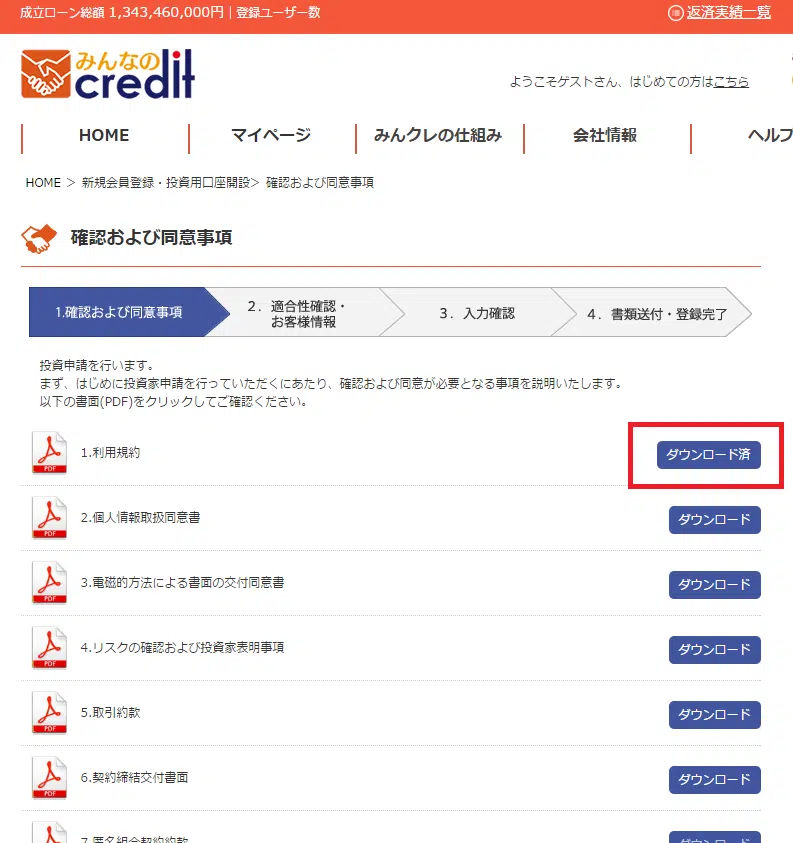 成立ローン総額 1,343,460,000円 | 登録ユーザー数
返済実績一覧
みんなの
credit
ようこそゲストさん、はじめての方はこちら
HOME
マイページ
みんクレの仕組み
会社情報
ヘルプ
HOME > 新規会員登録・投資用口座開設> 確認および同意事項
確認および同意事項
1.確認および同意事項
2. 適合性確認・
お客様情報
3. 入力確認
4. 書類送付・登録完了
投資申請を行います。
まず、はじめに投資家申請を行っていただくにあたり、確認および同意が必要となる事項を説明いたします。
以下の書面(PDF)をクリックしてご確認ください。
PDF 1.利用規約 ダウンロード済
PDF 2.個人情報取扱同意書 ダウンロード
PDF 3.電磁的方法による書面の交付同意書 ダウンロード
PDF 4.リスクの確認および投資家表明事項 ダウンロード
PDF 5.取引約款 ダウンロード
PDF 6.契約締結交付書面 ダウンロード
7.匿名組合契約約款 ダウンロード